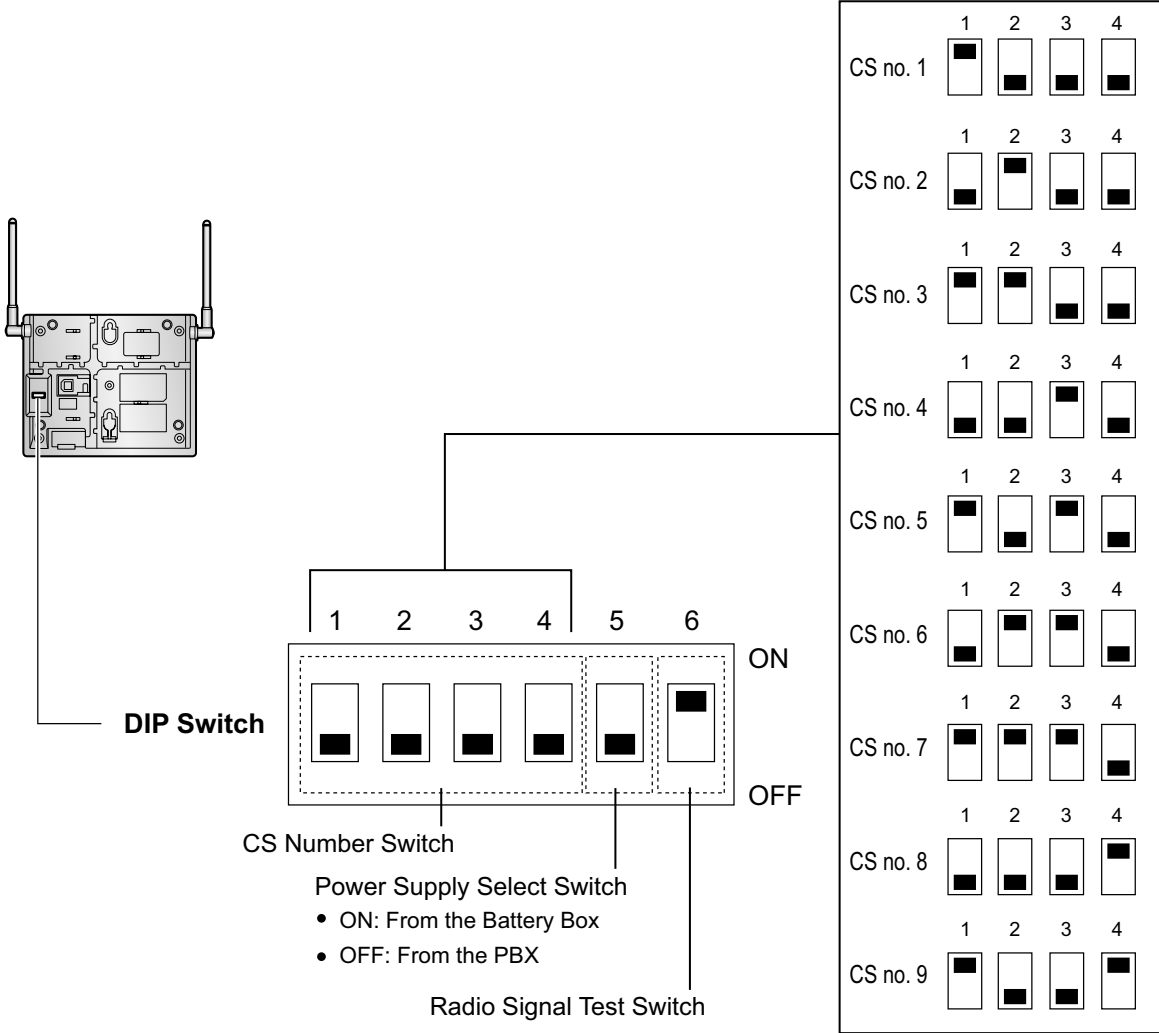 1 2 3 4
CS no. 1
1 2 3 4
CS no. 2
1 2 3 4
CS no. 3
1 2 3 4
CS no. 4
1 2 3 4
CS no. 5
1 2 3 4
CS no. 6
1 2 3 4
CS no. 7
1 2 3 4
CS no. 8
1 2 3 4
CS no. 9
1 2 3 4 5 6
ON
DIP Switch
OFF
CS Number Switch
Power Supply Select Switch
• ON: From the Battery Box
• OFF: From the PBX
Radio Signal Test Switch